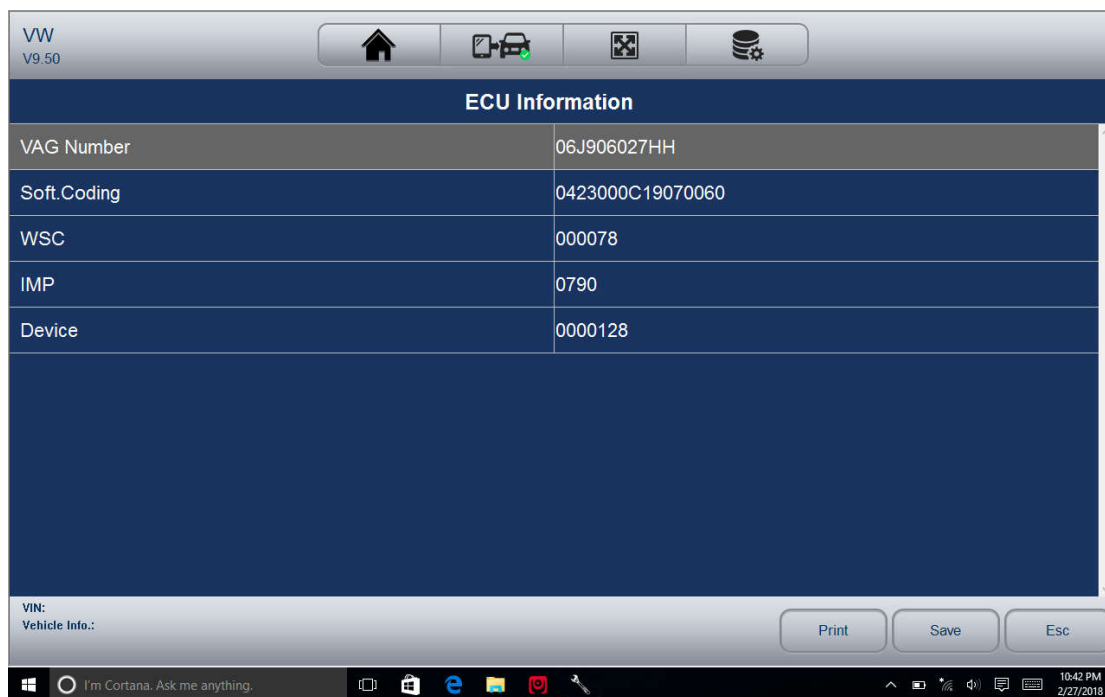 VW
V9.50
ECU Information
VAG Number 06J906027HH
Soft.Coding 0423000C19070060
WSC 000078
IMP 0790
Device 0000128
VIN:
Vehicle Info.:
Print Save Esc
I'm Cortana. Ask me anything.
10:42 PM
2/27/2018